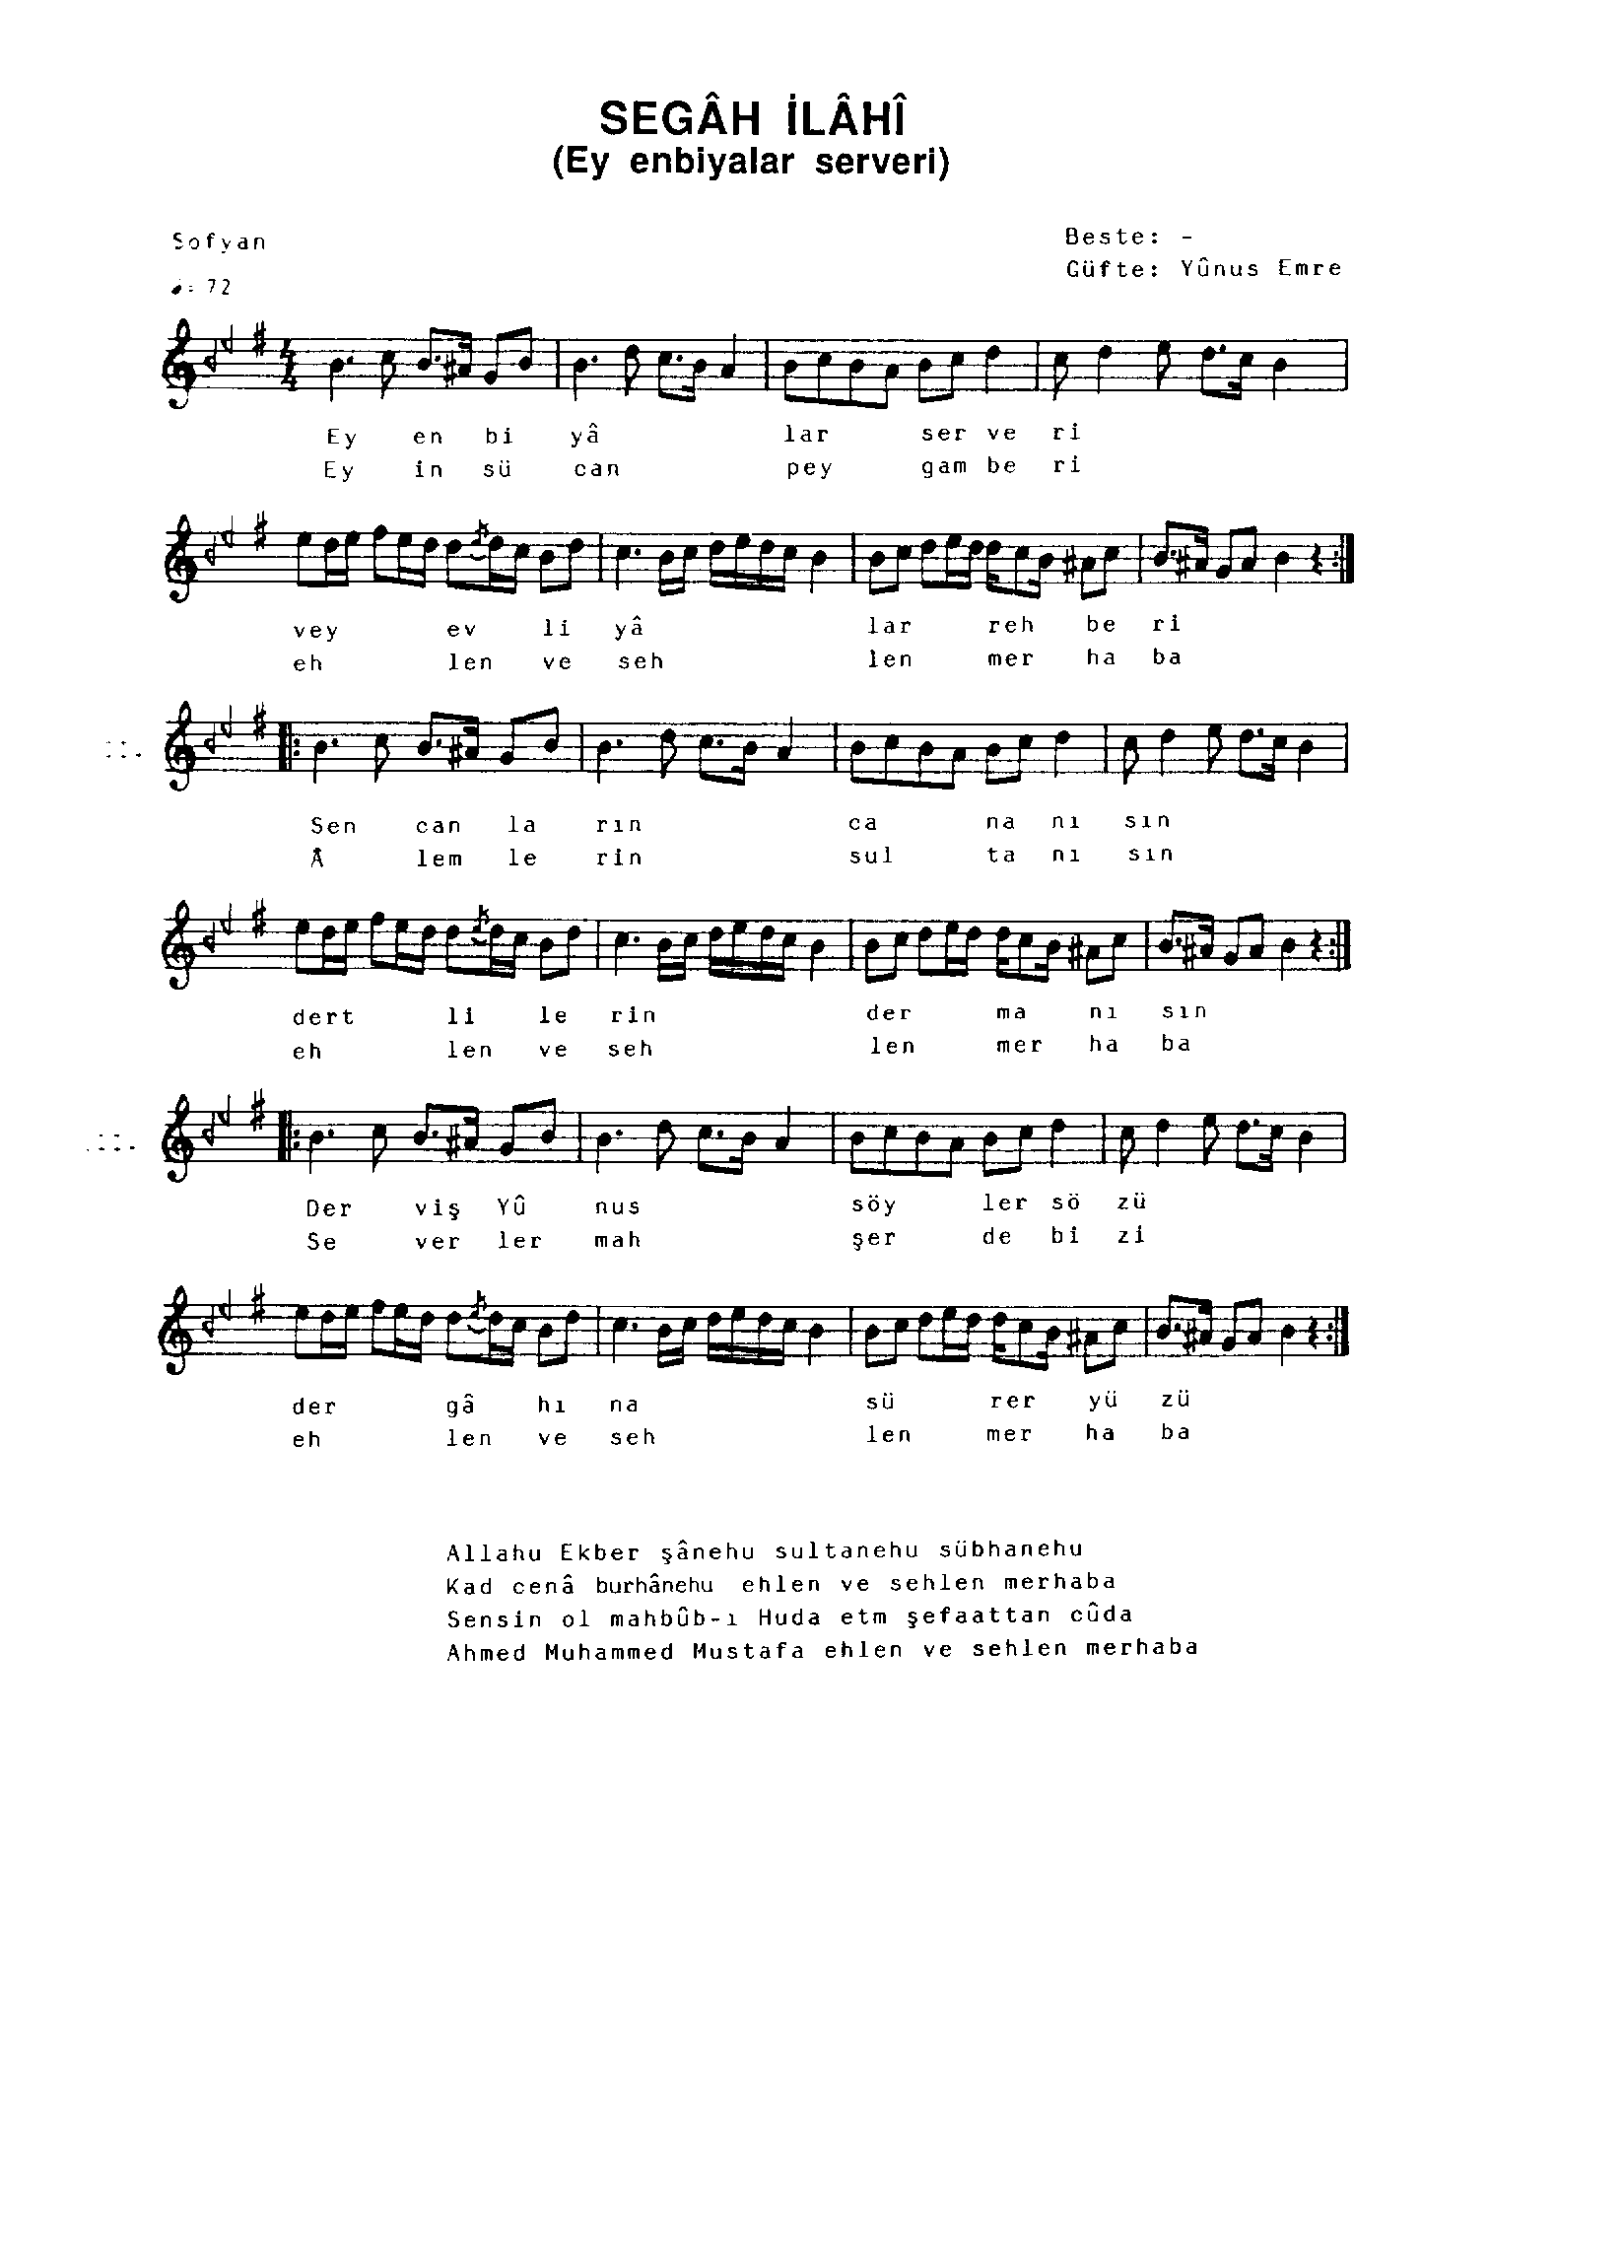 SEGÂH İLÂHÎ
(Ey enbiyalar serveri)
Sofyan
Beste: -
Güfte: Yûnus Emre
= 72
4
4
Ey en bi yâ lar ser ve ri
Ey in sü can pey gam be ri
vey ev li yâ lar reh be ri
eh len ve seh len mer ha ba
Sen can la rın ca na nı sın
Â lem le rin sul ta nı sın
dert li le rin der ma nı sın
eh len ve seh len mer ha ba
Der viş Yû nus söy ler sö zü
Se ver ler mah şer de bi zi
der gâ hı na sü rer yü zü
eh len ve seh len mer ha ba
Allahu Ekber şânehu sultanehu sübhanehu
Kad cenâ burhânehu ehlen ve sehlen merhaba
Sensin ol mahbûb-ı Huda etm şefaattan cûda
Ahmed Muhammed Mustafa ehlen ve sehlen merhaba